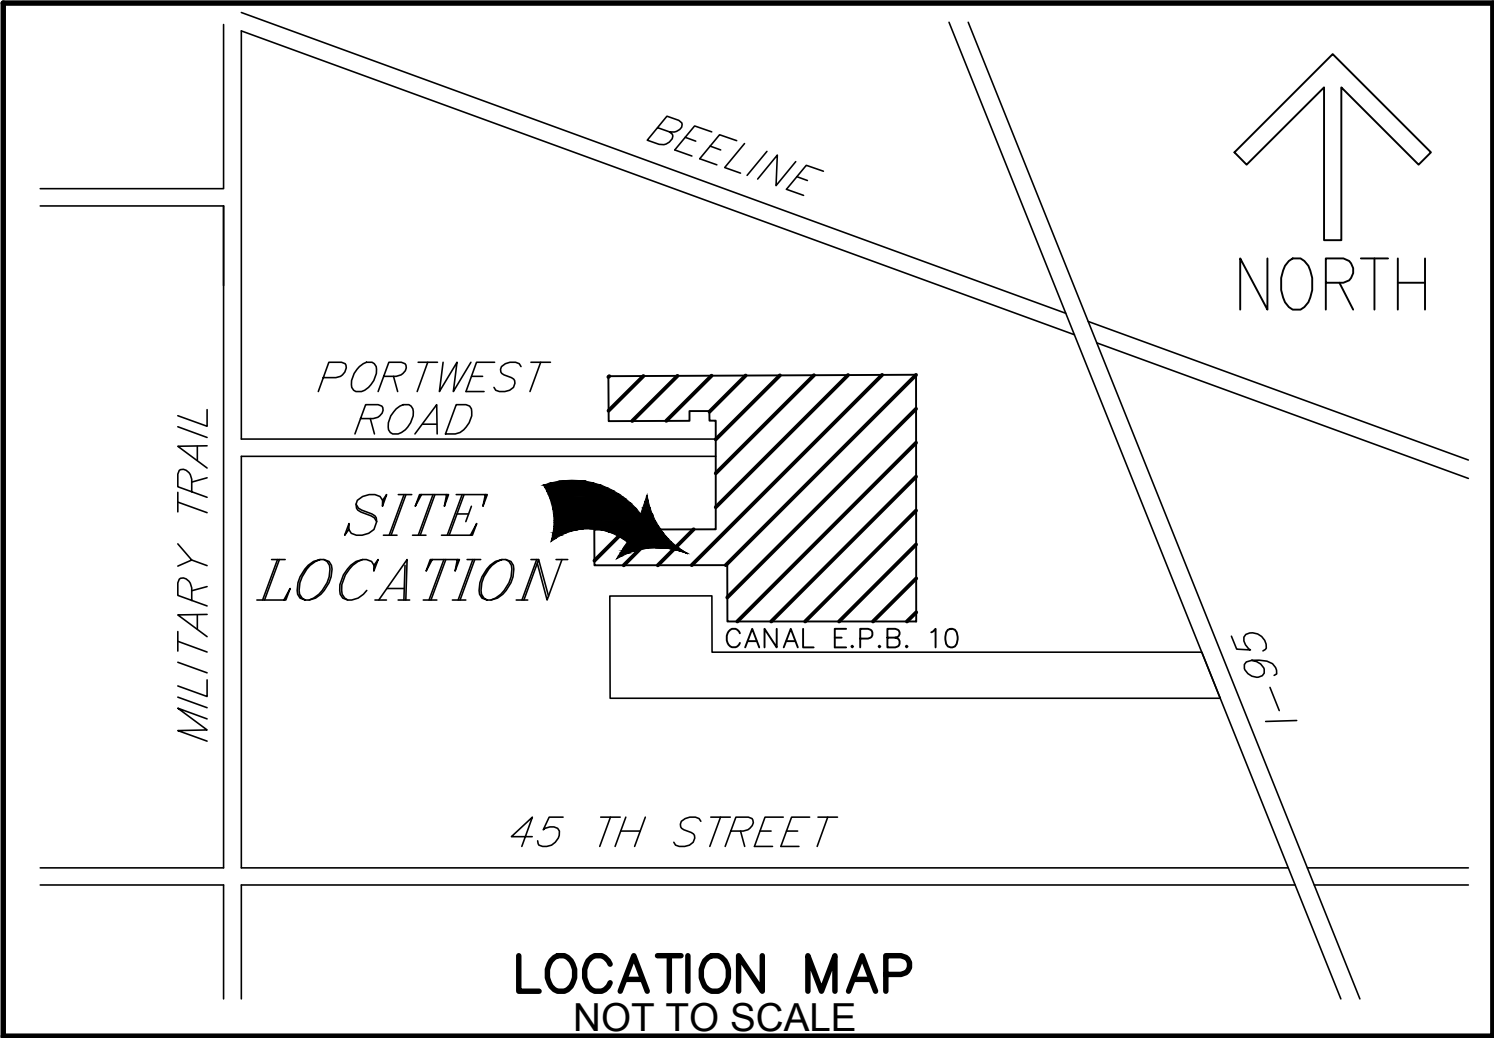 BEELINE
NORTH
PORTWEST
ROAD
MILITARY TRAIL
SITE
LOCATION
CANAL E.P.B. 10
I-95
45 TH STREET
LOCATION MAP
NOT TO SCALE